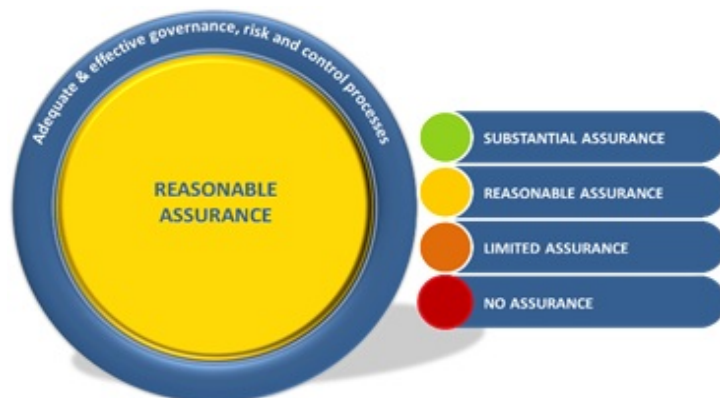 Adequate & effective governance, risk and control processes
REASONABLE
ASSURANCE
SUBSTANTIAL ASSURANCE
REASONABLE ASSURANCE
LIMITED ASSURANCE
NO ASSURANCE